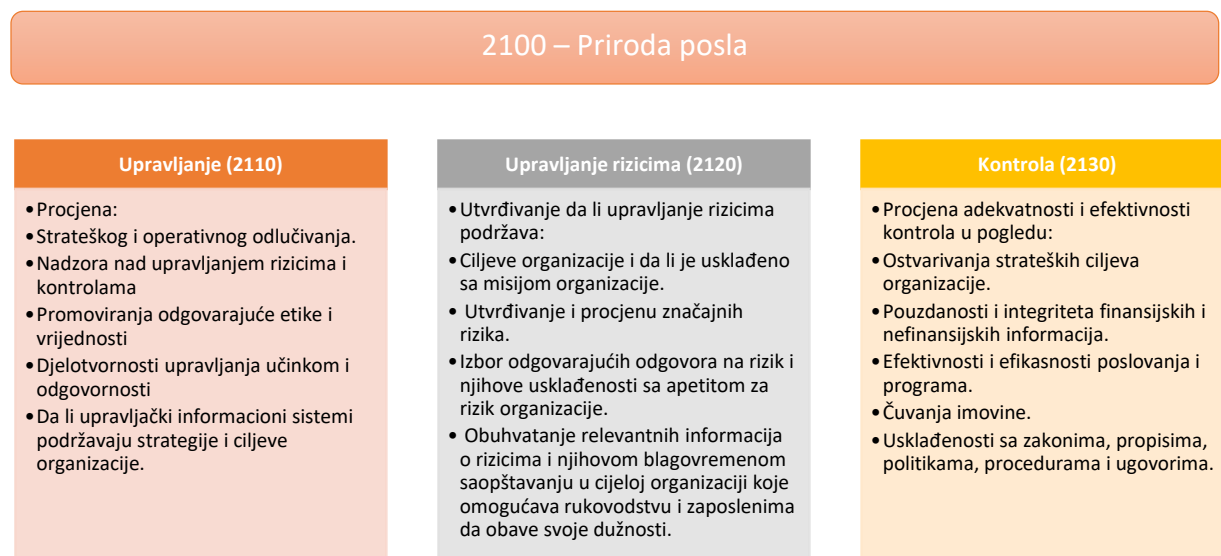 2100 – Priroda posla
Upravljanje (2110)
•Procjena:
•Strateškog i operativnog odlučivanja.
•Nadzora nad upravljanjem rizicima i
kontrolama
•Promoviranja odgovarajuće etike i
vrijednosti
•Djelotvornosti upravljanja učinkom i
odgovornosti
•Da li upravljački informacioni sistemi
podržavaju strategije i ciljeve
organizacije.
Upravljanje rizicima (2120)
•Utvrđivanje da li upravljanje rizicima
podržava:
•Ciljeve organizacije i da li je usklađeno
sa misijom organizacije.
• Utvrđivanje i procjenu značajnih
rizika.
•Izbor odgovarajućih odgovora na rizik i
njihove usklađenosti sa apetitom za
rizik organizacije.
• Obuhvatanje relevantnih informacija
o rizicima i njihovom blagovremenom
saopštavanju u cijeloj organizaciji koje
omogućava rukovodstvu i zaposlenima
da obave svoje dužnosti.
Kontrola (2130)
•Procjena adekvatnosti i efektivnosti
kontrola u pogledu:
•Ostvarivanja strateških ciljeva
organizacije.
•Pouzdanosti i integriteta finansijskih i
nefinansijskih informacija.
•Efektivnosti i efikasnosti poslovanja i
programa.
•Čuvanja imovine.
•Usklađenosti sa zakonima, propisima,
politikama, procedurama i ugovorima.